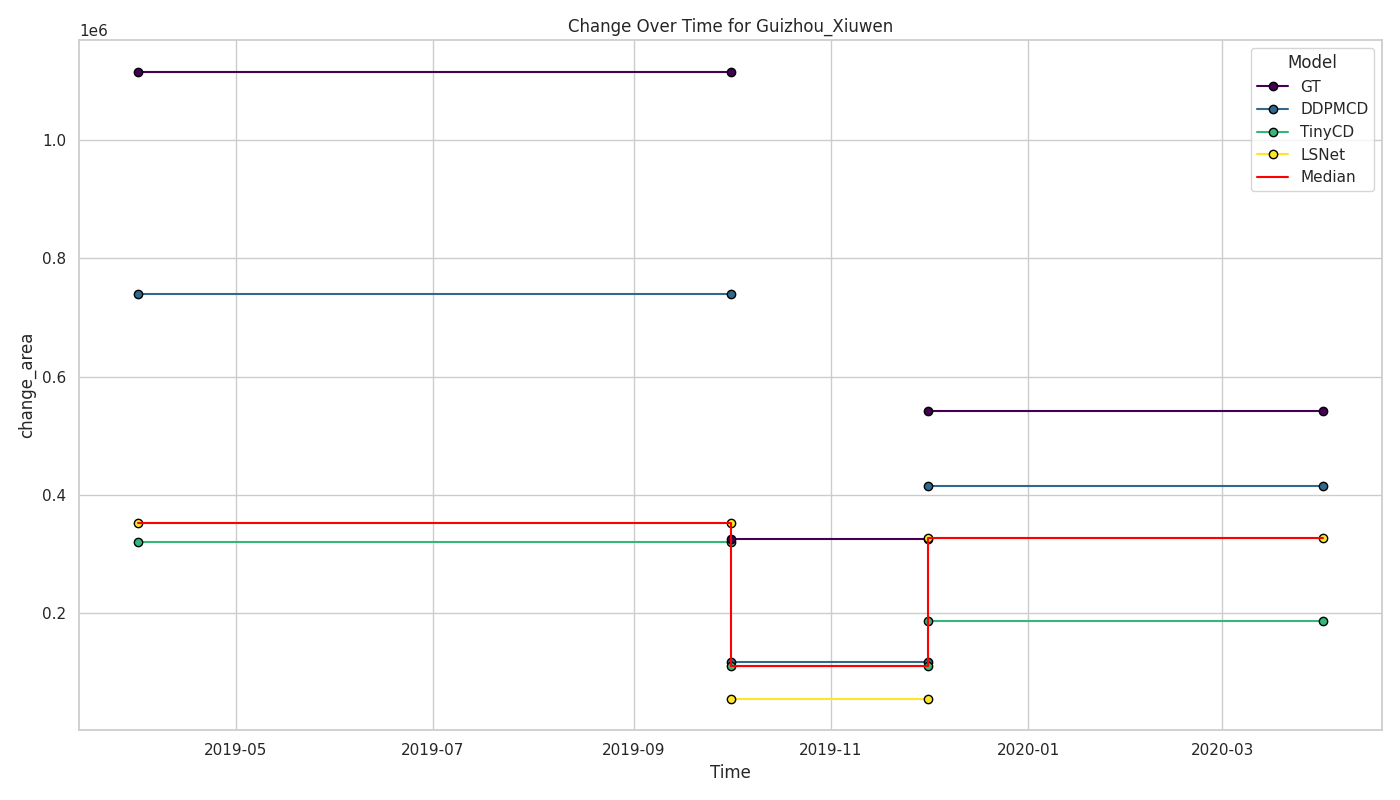 Change Over Time for Guizhou_Xiuwen
1e6
Model
GT
DDPMCD
TinyCD
LSNet
Median
1.0
0.8
0.6
0.4
0.2
change_area
2019-05
2019-07
2019-09
2019-11
2020-01
2020-03
Time